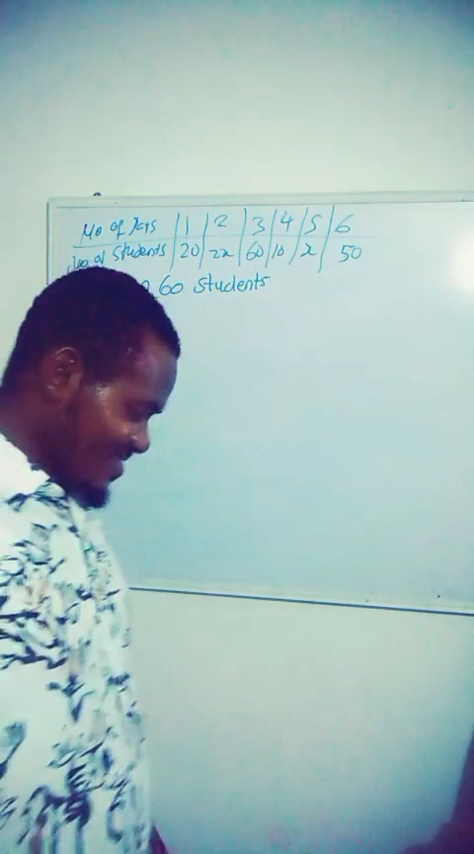 No of days | 1 | 2 | 3 | 4 | 5 | 6
No of Students | 20 | 2x | 60 | 10 | x | 50
60 students